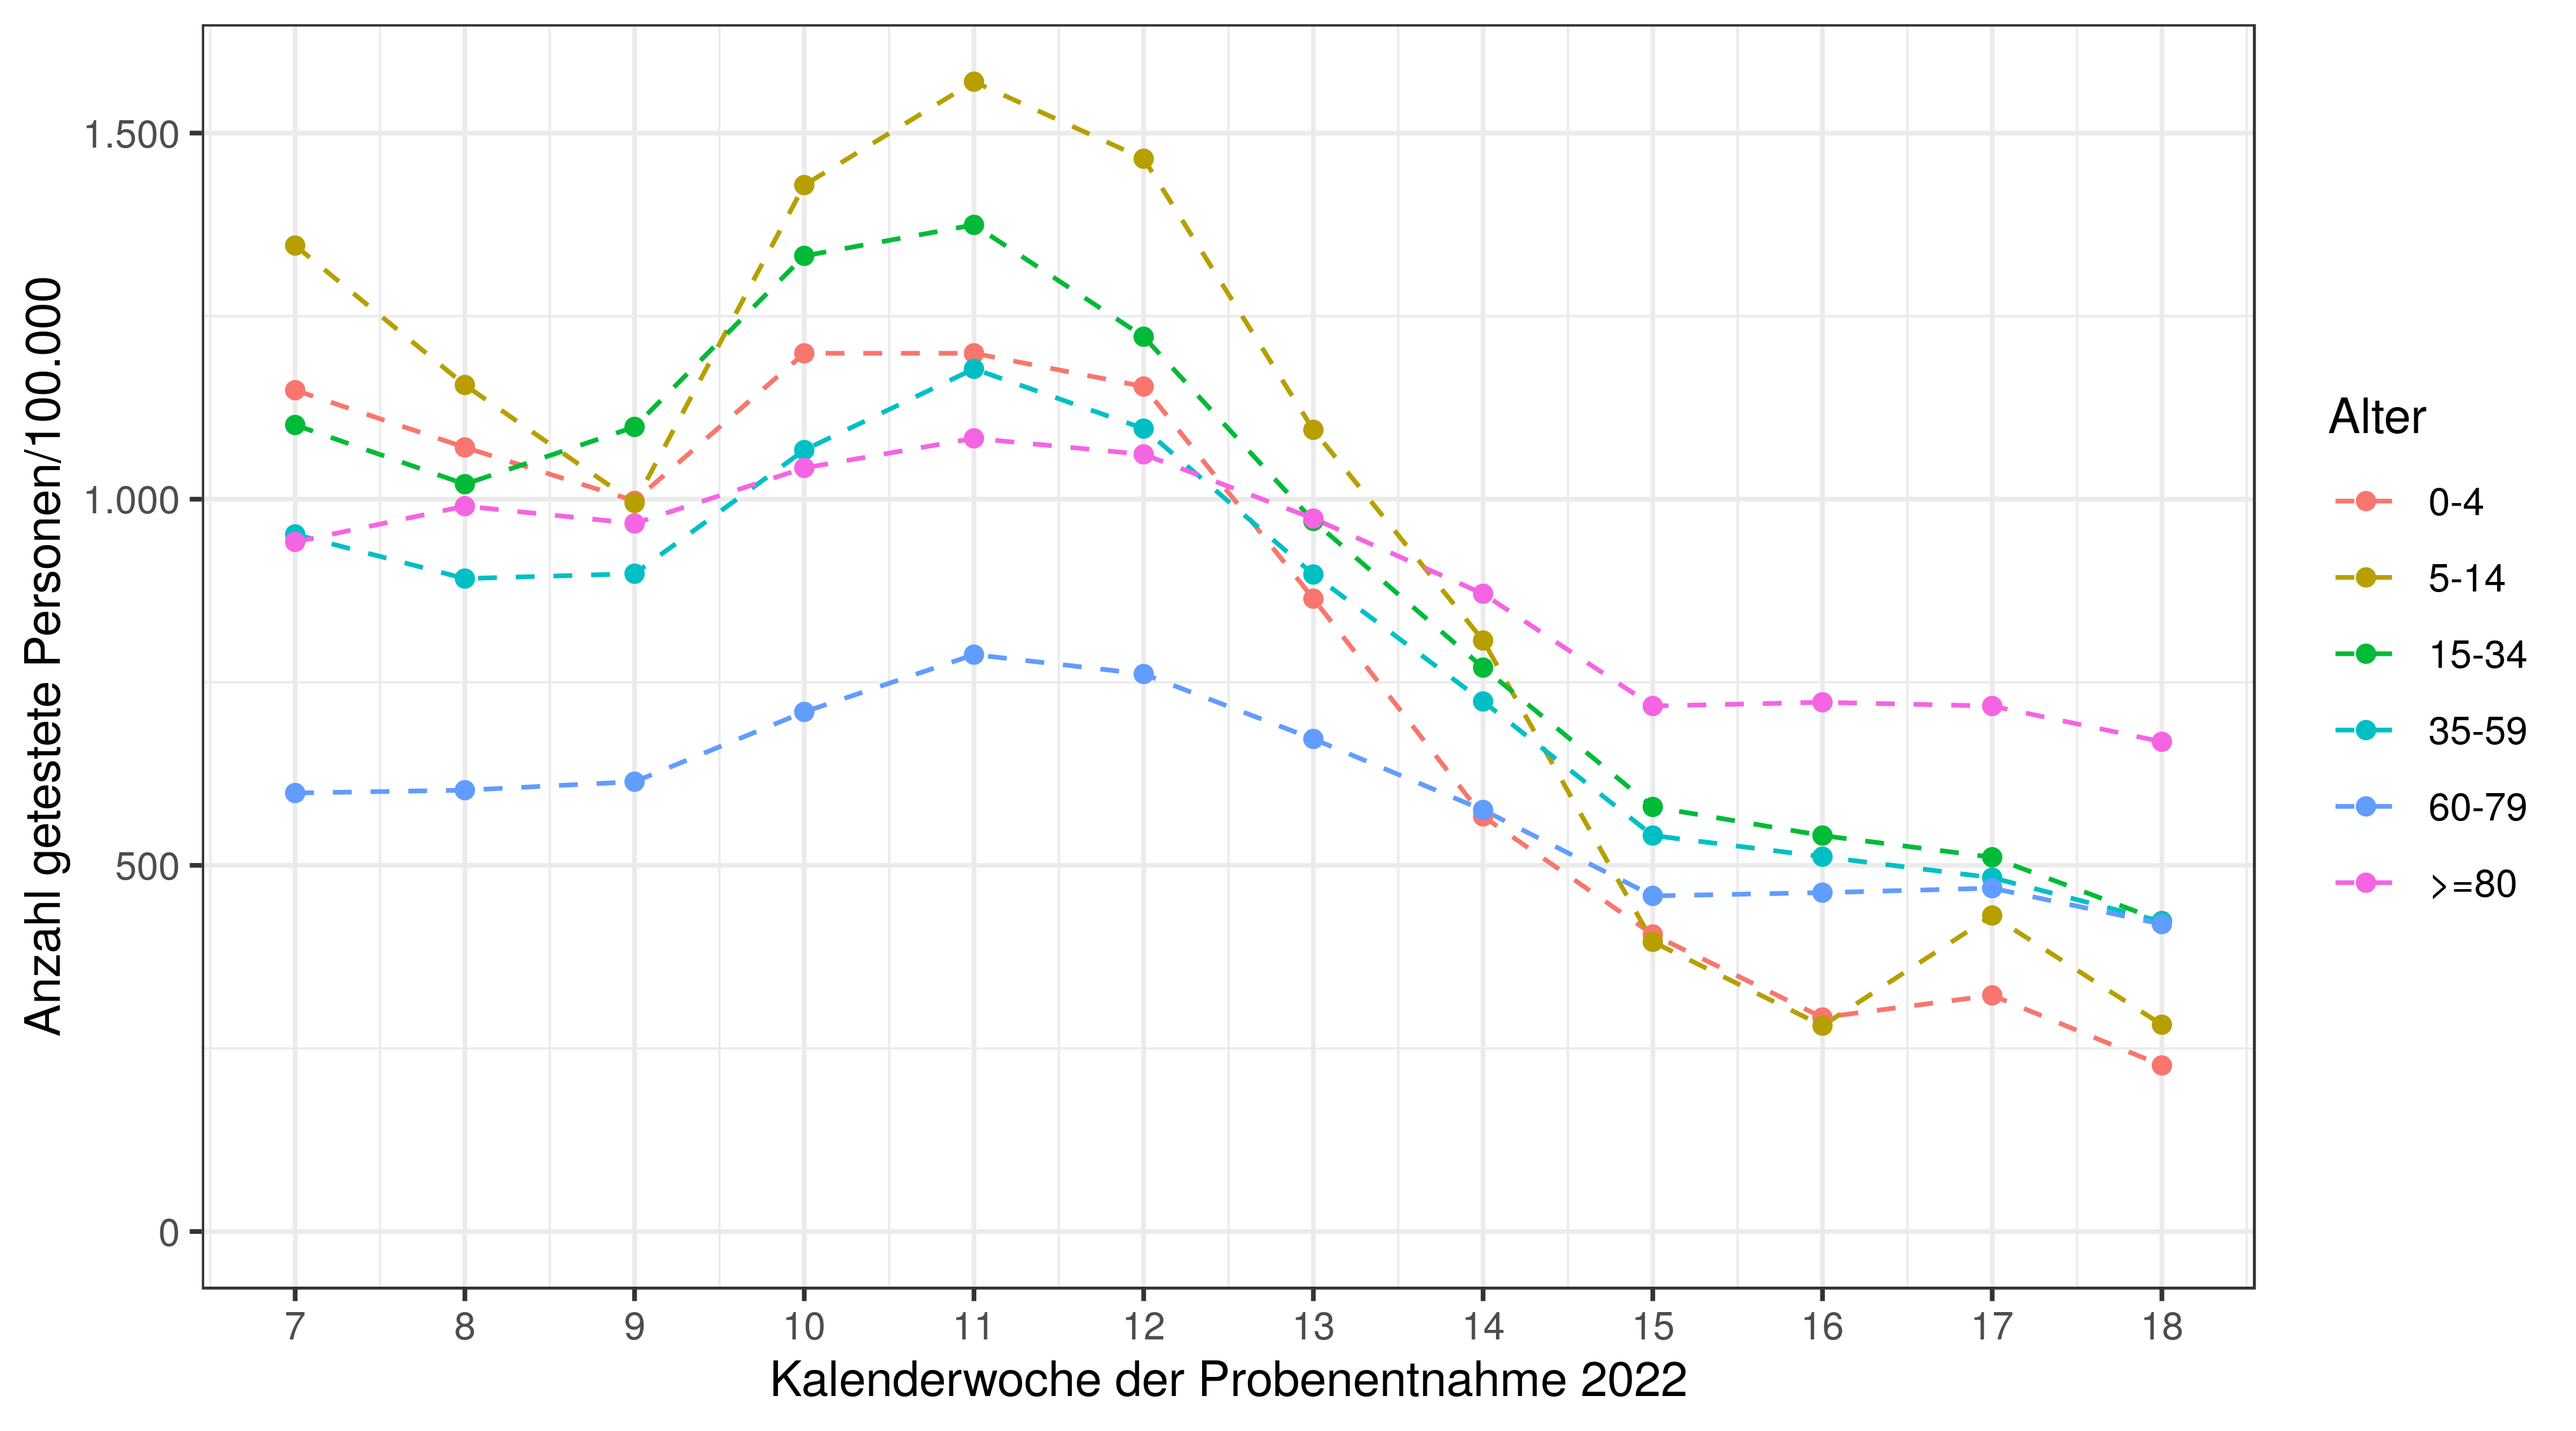 Anzahl getestete Personen/100.000
1.500
1.000
500
0
7 8 9 10 11 12 13 14 15 16 17 18
Kalenderwoche der Probenentnahme 2022
Alter
0-4
5-14
15-34
35-59
60-79
>=80